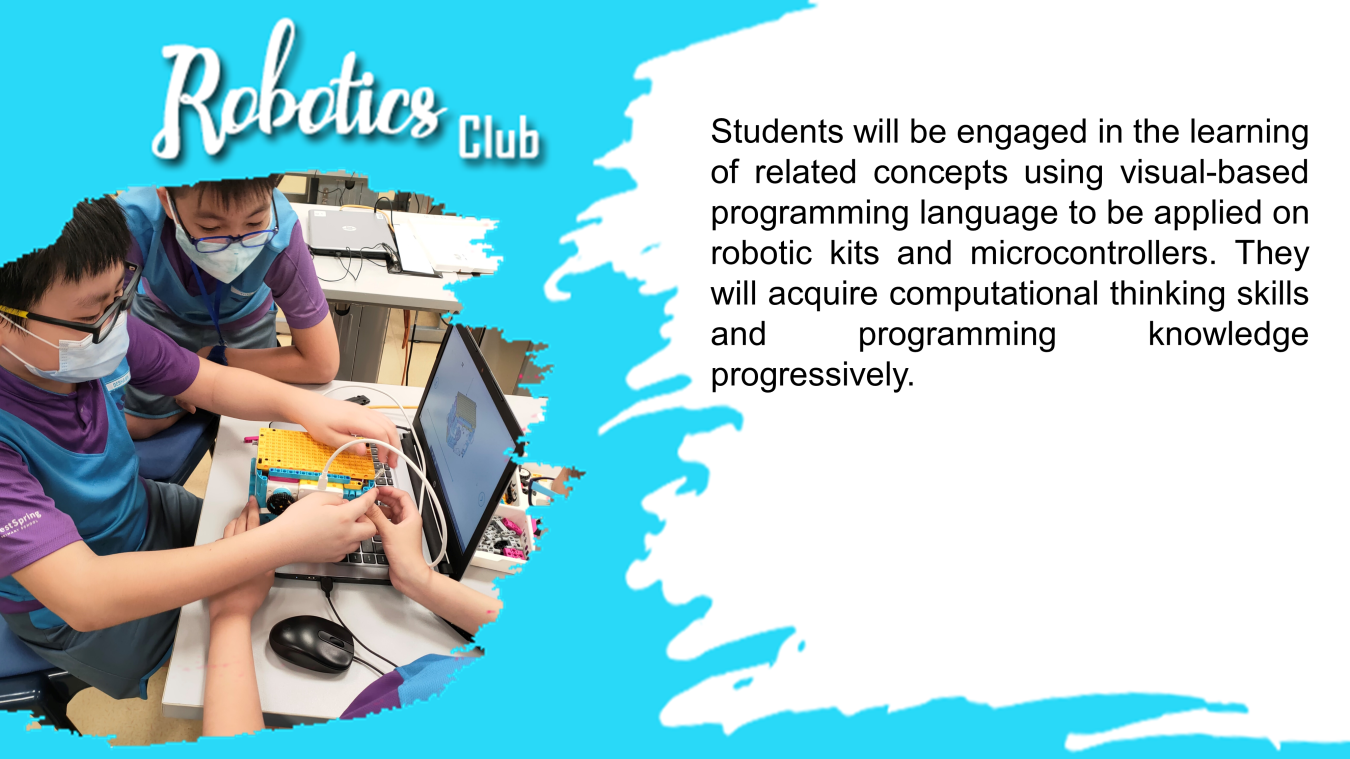 Robotics Club
Students will be engaged in the learning
of related concepts using visual-based
programming language to be applied on
robotic kits and microcontrollers. They
will acquire computational thinking skills
and programming knowledge
progressively.
estSpring